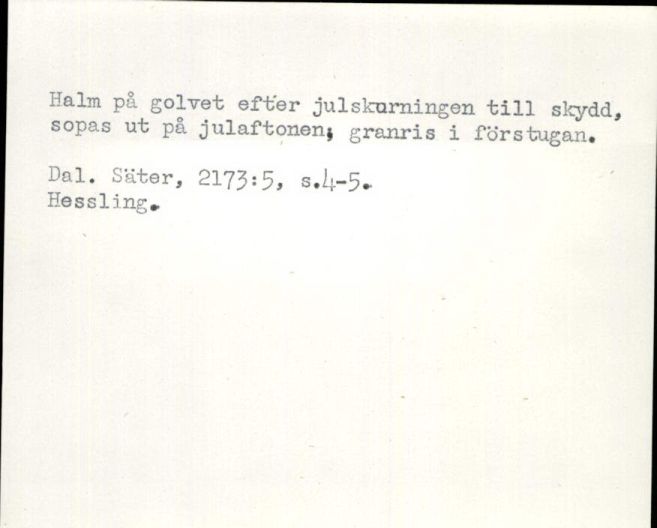 Halm på golvet efter julskurningen till skydd,
sopas ut på julaftonen; granris i förstugan.
Dal. Säter, 2173:5, s.4-5.
Hessling.